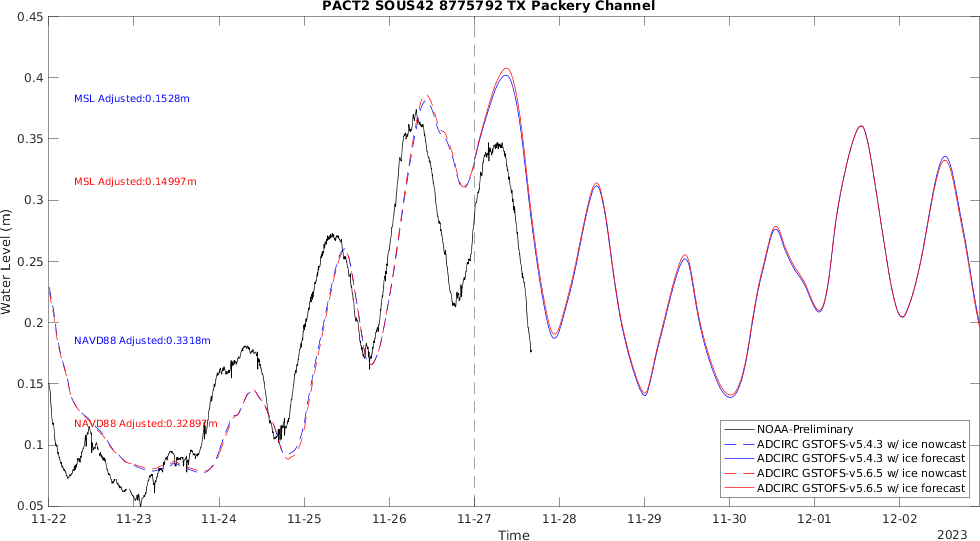 PACT2 SOUS42 8775792 TX Packery Channel
0.45
0.4
0.35
0.3
0.25
0.2
0.15
0.1
0.05
Water Level (m)
MSL Adjusted:0.1528m
MSL Adjusted:0.14997m
NAVD88 Adjusted:0.3318m
NAVD88 Adjusted:0.32897m
NOAA-Preliminary
ADCIRC GSTOFS-v5.4.3 w/ ice nowcast
ADCIRC GSTOFS-v5.4.3 w/ ice forecast
ADCIRC GSTOFS-v5.6.5 w/ ice nowcast
ADCIRC GSTOFS-v5.6.5 w/ ice forecast
11-22 11-23 11-24 11-25 11-26 11-27 11-28 11-29 11-30 12-01 12-02
Time
2023